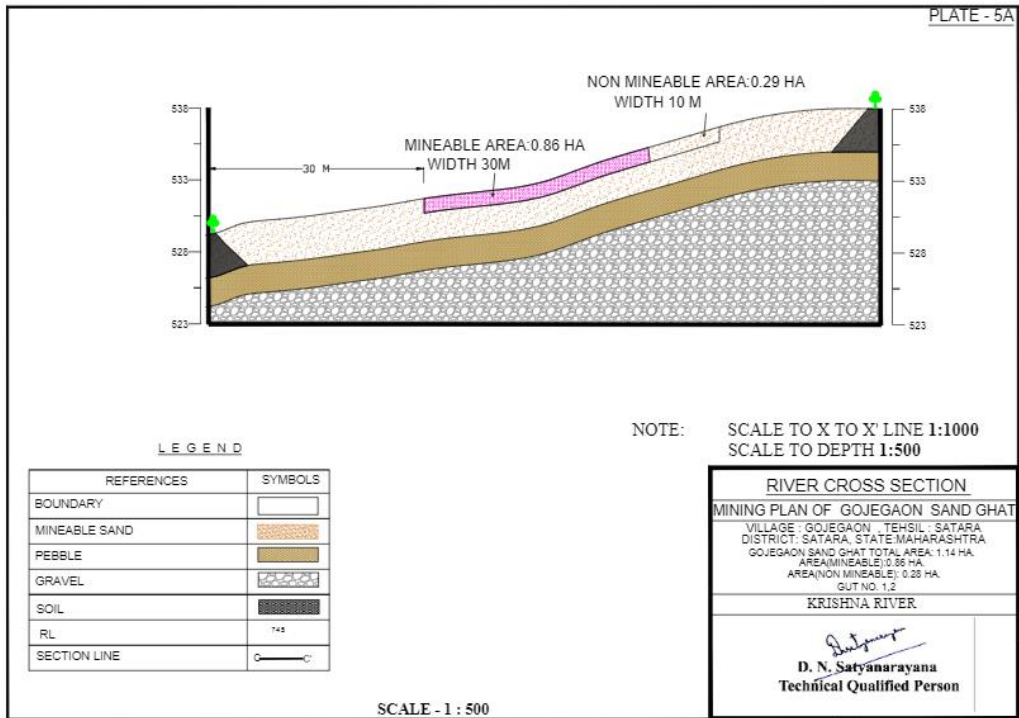 PLATE - 5A
NON MINEABLE AREA:0.29 HA
WIDTH 10 M
MINEABLE AREA:0.86 HA
WIDTH 30M
30 M
538
533
528
523
538
533
528
523
NOTE: SCALE TO X TO X' LINE 1:1000
SCALE TO DEPTH 1:500
LEGEND
REFERENCES SYMBOLS
BOUNDARY
MINEABLE SAND
PEBBLE
GRAVEL
SOIL
RL 745
SECTION LINE C C'
SCALE - 1 : 500
RIVER CROSS SECTION
MINING PLAN OF GOJEGAON SAND GHAT
VILLAGE : GOJEGAON , TEHSIL : SATARA
DISTRICT: SATARA, STATE:MAHARASHTRA
GOJEGAON SAND GHAT TOTAL AREA: 1.14 HA.
AREA(MINEABLE):0.86 HA.
AREA(NON MINEABLE): 0.28 HA.
GUT NO. 1,2
KRISHNA RIVER
D. N. Satyanarayana
Technical Qualified Person